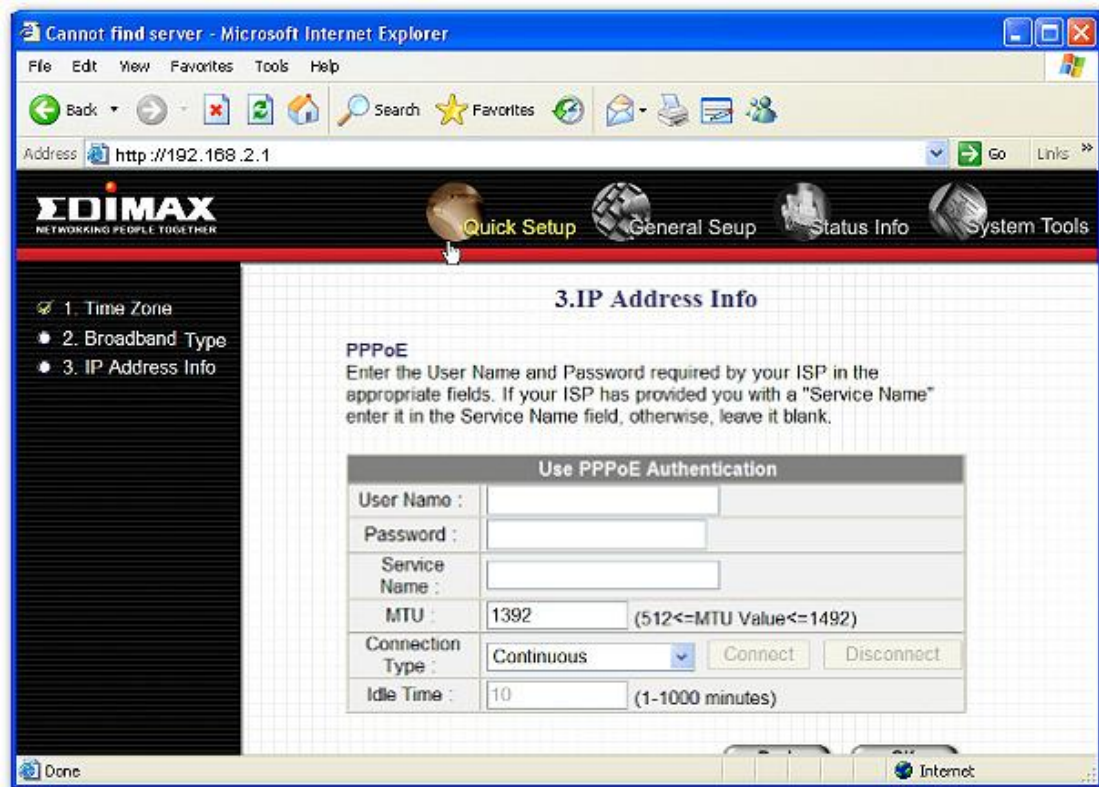 Cannot find server - Microsoft Internet Explorer
File Edit View Favorites Tools Help
Back Search Favorites
Address http://192.168.2.1 Go Links »
EDIMAX
NETWORKING PEOPLE TOGETHER
Quick Setup General Seup Status Info System Tools
1. Time Zone
2. Broadband Type
3. IP Address Info
3.IP Address Info
PPPoE
Enter the User Name and Password required by your ISP in the
appropriate fields. If your ISP has provided you with a "Service Name"
enter it in the Service Name field, otherwise, leave it blank.
Use PPPoE Authentication
User Name :
Password :
Service
Name :
MTU : 1392 (512<=MTU Value<=1492)
Connection
Type : Continuous Connect Disconnect
Idle Time : 10 (1-1000 minutes)
Done Internet